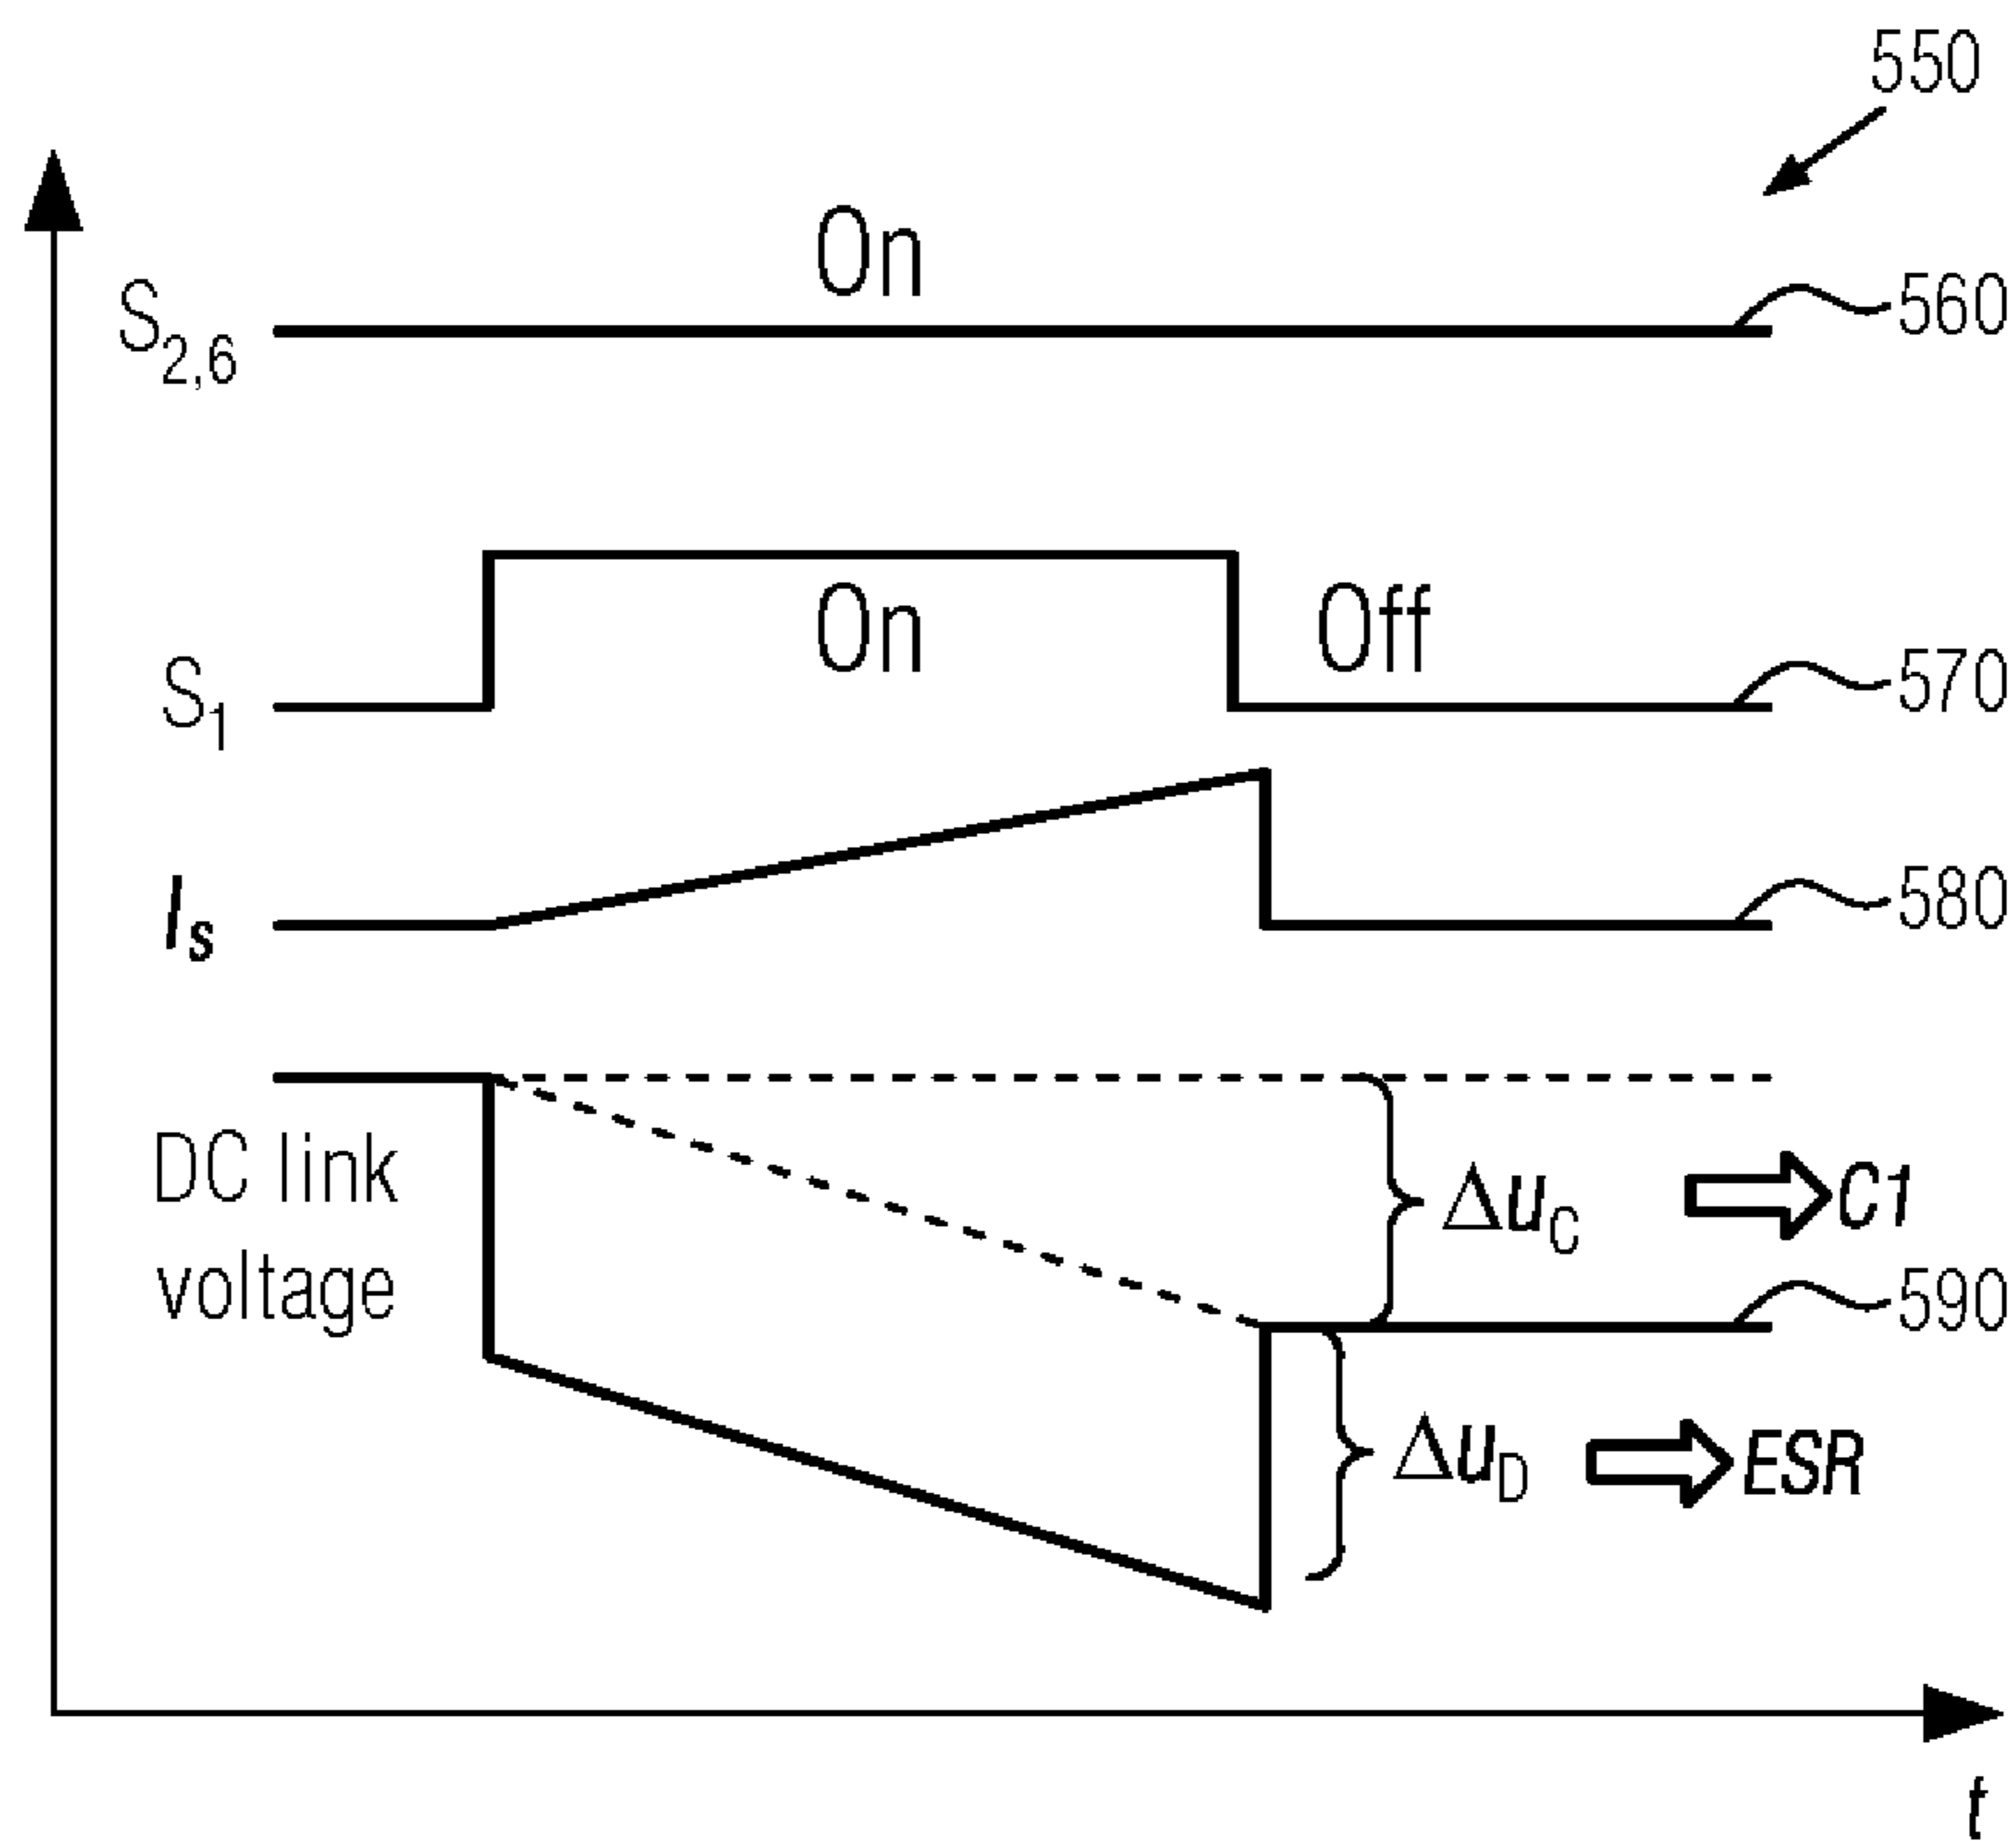 550
On
S2,6
560
On
Off
S1
570
Is
580
DC link
voltage
ΔuC
C1
590
ΔuD
ESR
t